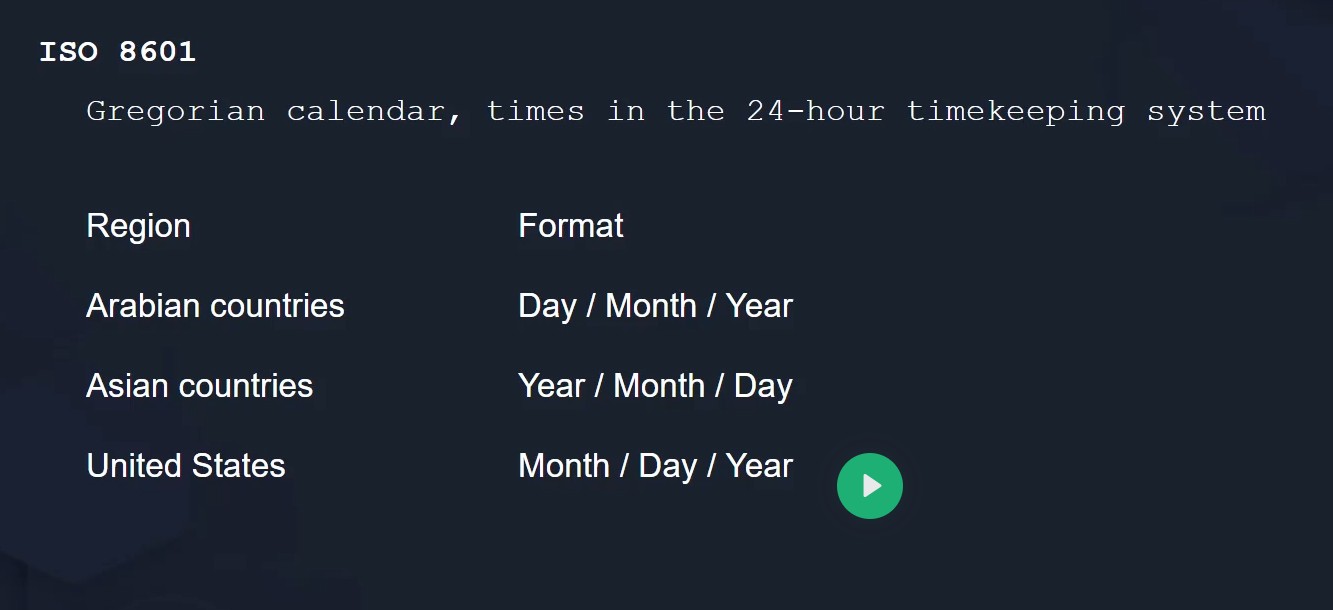 ISO 8601
Gregorian calendar, times in the 24-hour timekeeping system
Region Format
Arabian countries Day / Month / Year
Asian countries Year / Month / Day
United States Month / Day / Year